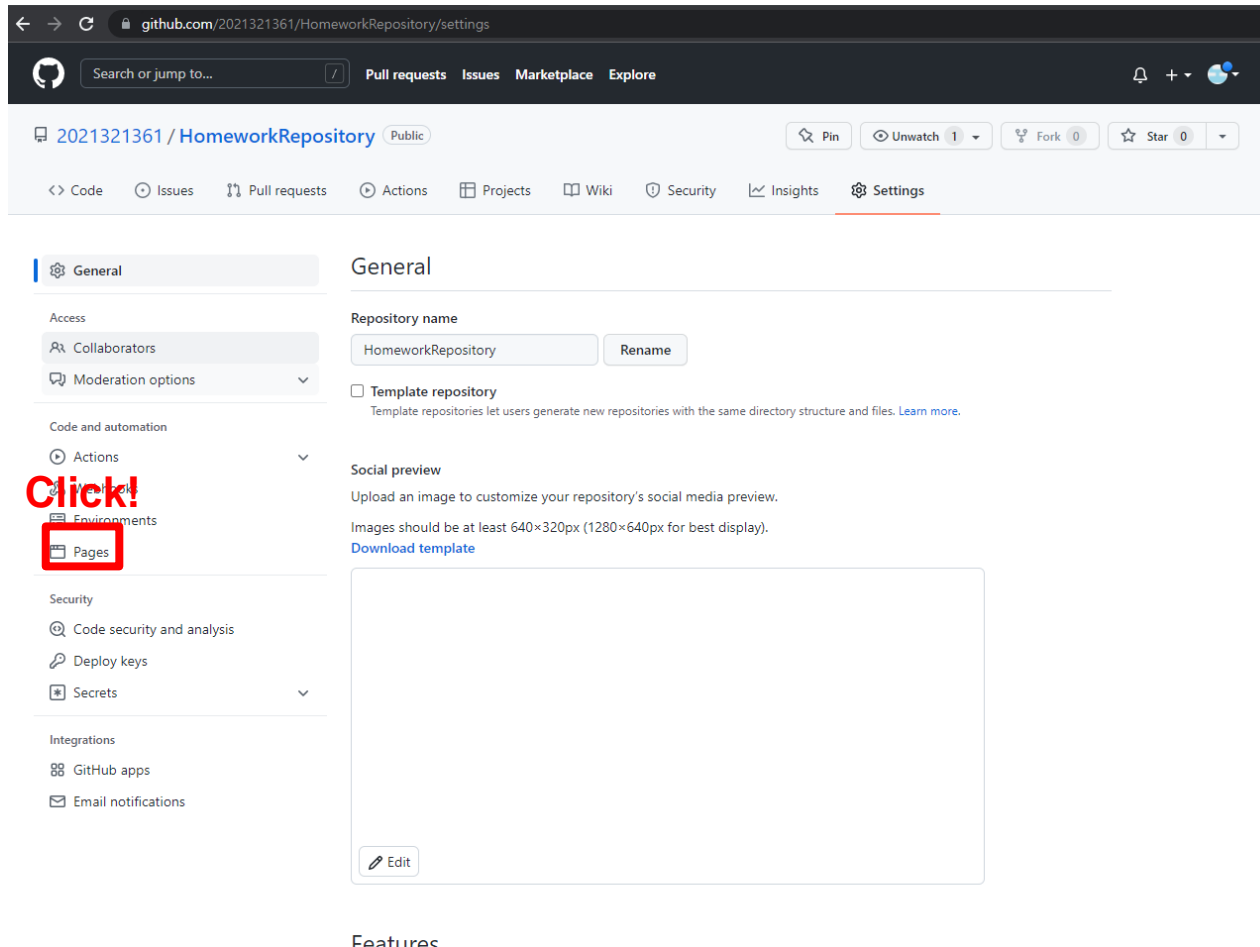 github.com/2021321361/HomeworkRepository/settings
Search or jump to... / Pull requests Issues Marketplace Explore
2021321361 / HomeworkRepository Public Pin Unwatch 1 Fork 0 Star 0
Code Issues Pull requests Actions Projects Wiki Security Insights Settings
General
Access
Collaborators
Moderation options
Code and automation
Actions
Click!
Webhooks
Environments
Pages
Security
Code security and analysis
Deploy keys
Secrets
Integrations
GitHub apps
Email notifications
General
Repository name
HomeworkRepository Rename
Template repository
Template repositories let users generate new repositories with the same directory structure and files. Learn more.
Social preview
Upload an image to customize your repository's social media preview.
Images should be at least 640×320px (1280×640px for best display).
Download template
Edit
Features